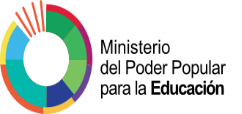 Ministerio
del Poder Popular
para la Educación